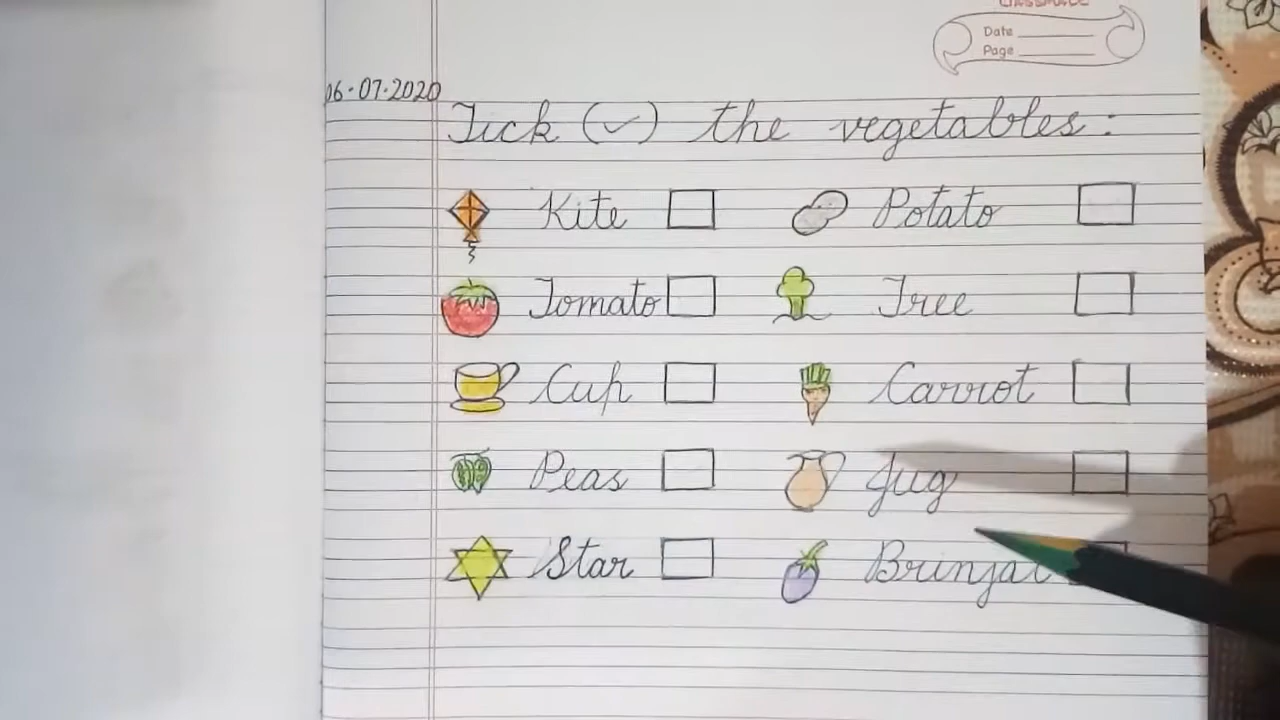 Date
Page
06.07.2020
Tick (✓) the vegetables:
Kite Potato
Tomato Tree
Cup Carrot
Peas Jug
Star Brinjal